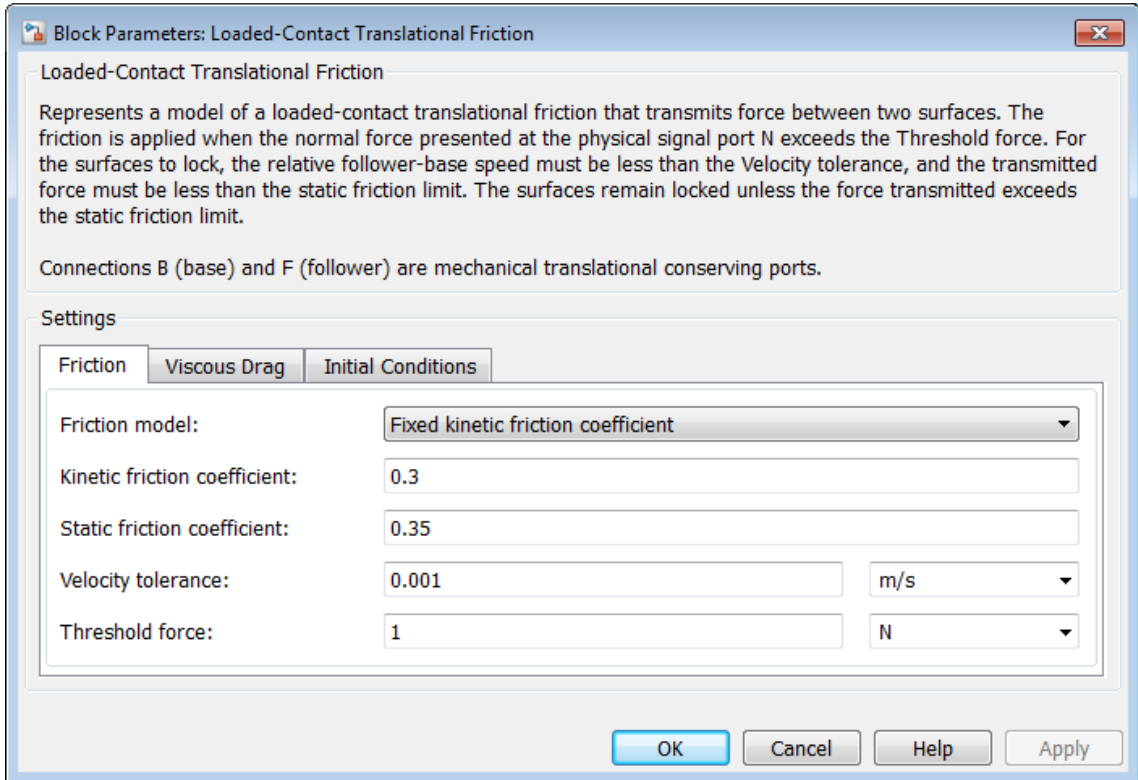 Block Parameters: Loaded-Contact Translational Friction
Loaded-Contact Translational Friction
Represents a model of a loaded-contact translational friction that transmits force between two surfaces. The
friction is applied when the normal force presented at the physical signal port N exceeds the Threshold force. For
the surfaces to lock, the relative follower-base speed must be less than the Velocity tolerance, and the transmitted
force must be less than the static friction limit. The surfaces remain locked unless the force transmitted exceeds
the static friction limit.
Connections B (base) and F (follower) are mechanical translational conserving ports.
Settings
Friction Viscous Drag Initial Conditions
Friction model: Fixed kinetic friction coefficient
Kinetic friction coefficient: 0.3
Static friction coefficient: 0.35
Velocity tolerance: 0.001 m/s
Threshold force: 1 N
OK Cancel Help Apply